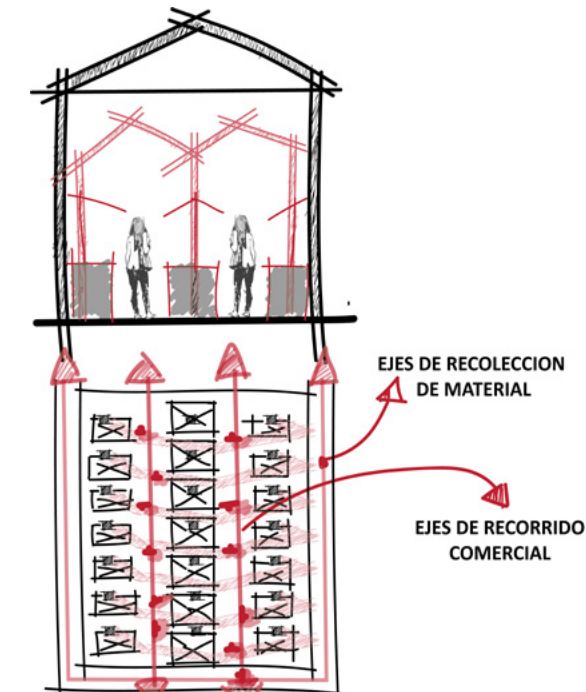 EJES DE RECOLECCION
DE MATERIAL
EJES DE RECORRIDO
COMERCIAL